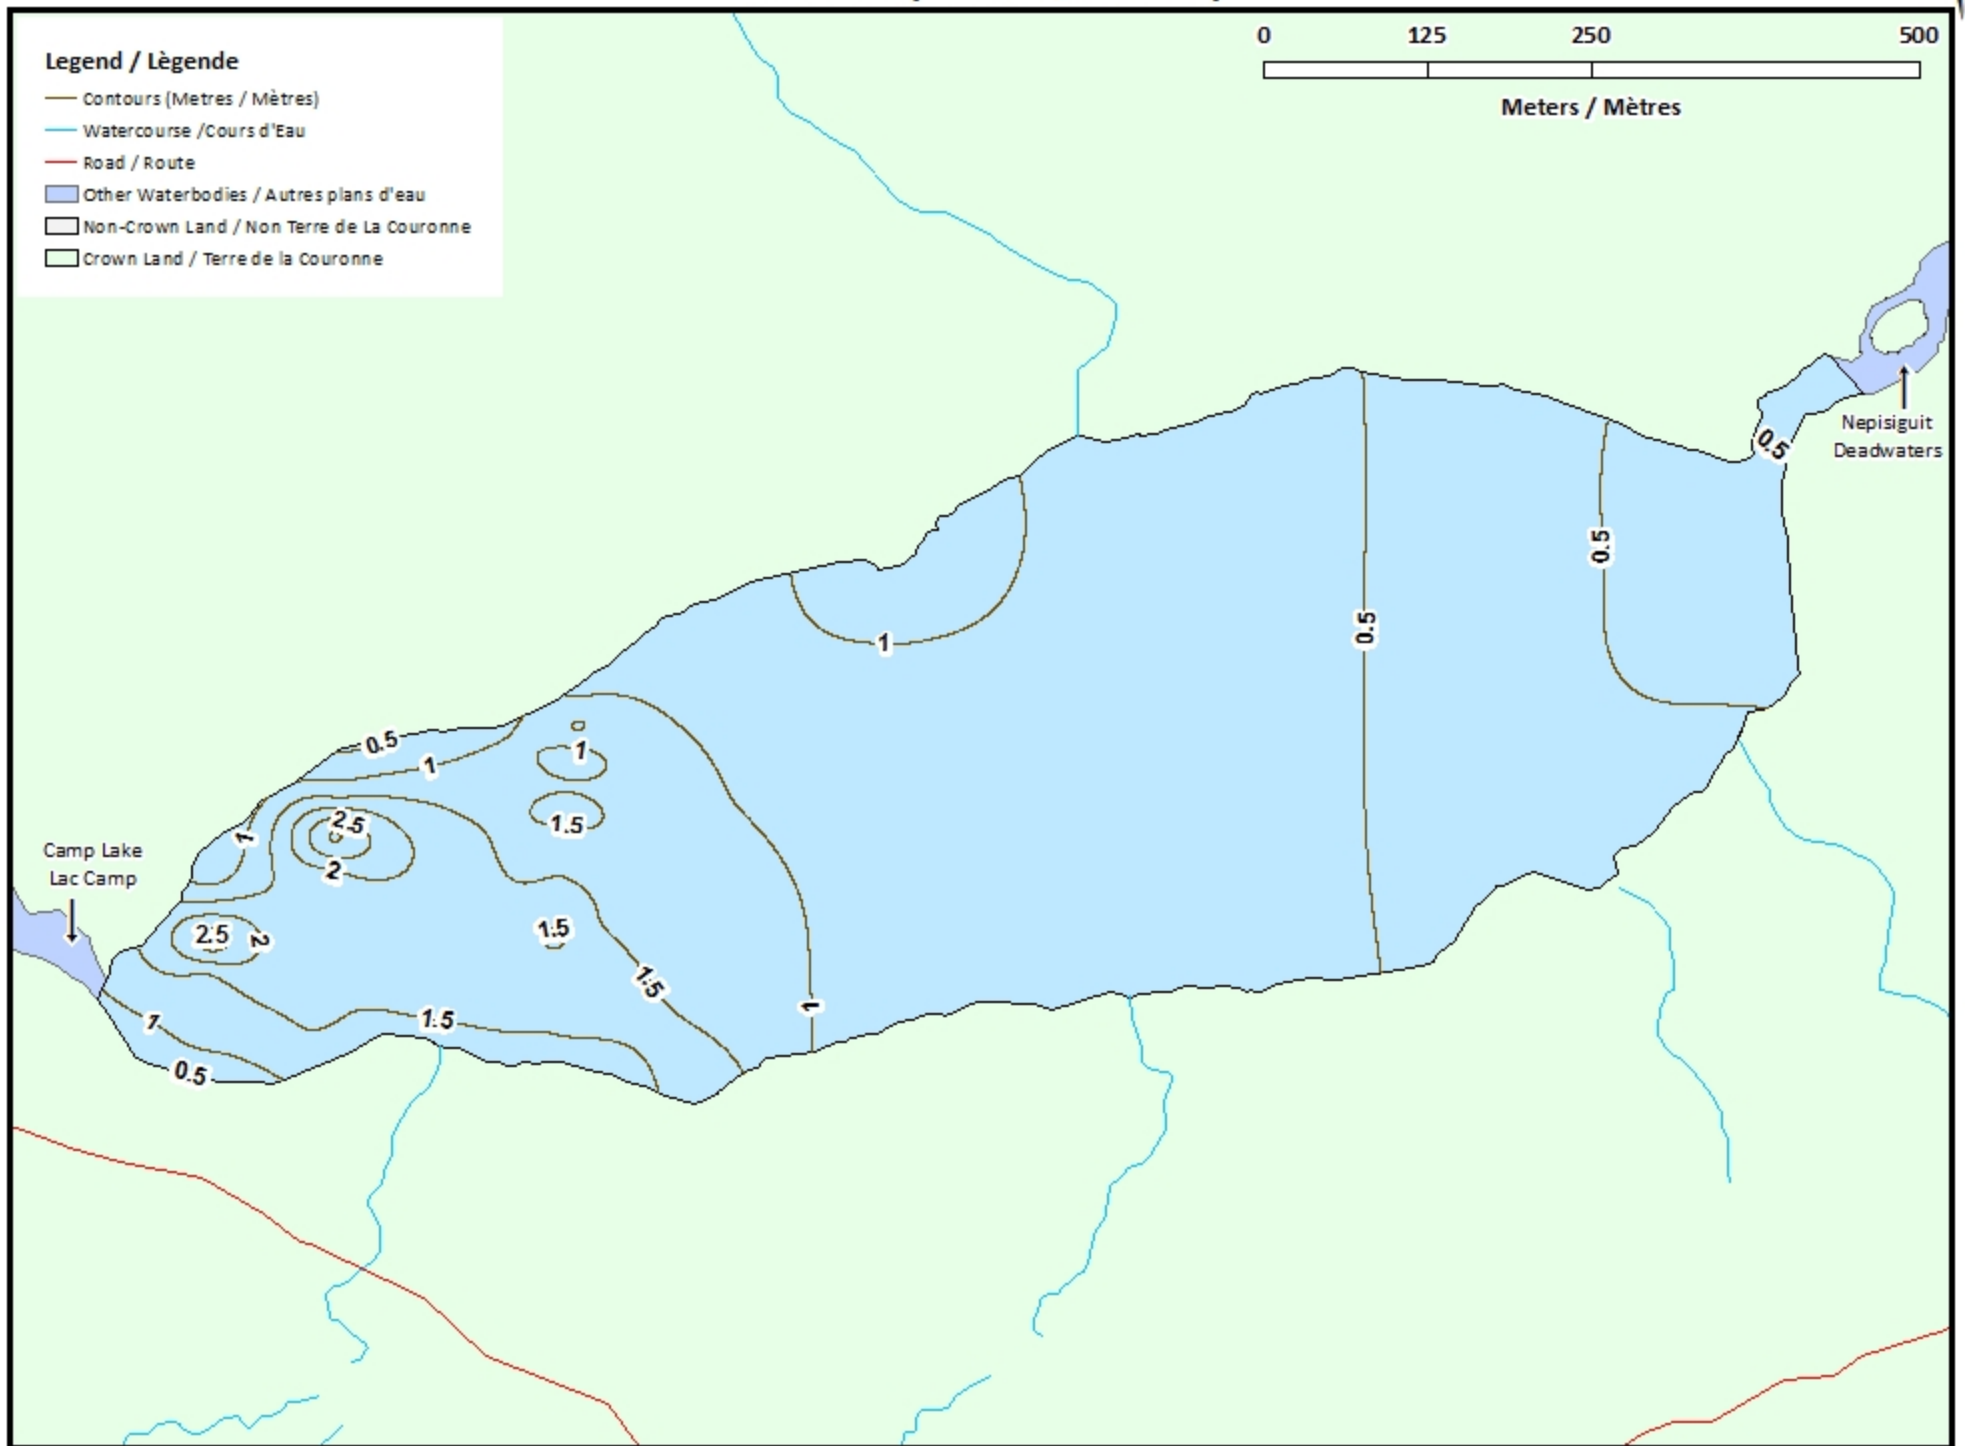 Legend / Lègende
Contours (Metres / Mètres)
Watercourse /Cours d'Eau
Road / Route
Other Waterbodies / Autres plans d'eau
Non-Crown Land / Non Terre de La Couronne
Crown Land / Terre de la Couronne
0 125 250 500
Meters / Mètres
Nepisiguit
Deadwaters
0.5
0.5
0.5
1
0.5
1
1
1.5
2.5
2
1
Camp Lake
Lac Camp
2.5
2
1.5
1.5
1
1.5
1
0.5